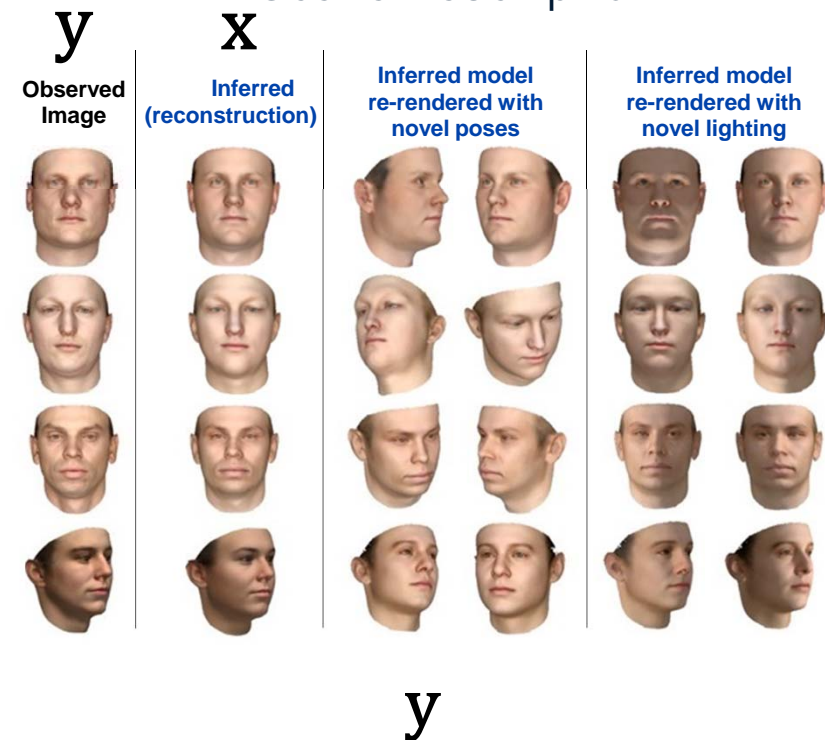 y
x
Observed
Image
Inferred
(reconstruction)
Inferred model
re-rendered with
novel poses
Inferred model
re-rendered with
novel lighting
y